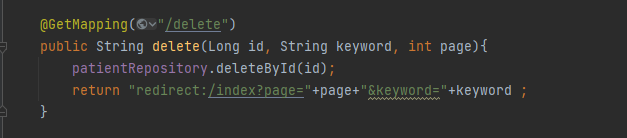 @GetMapping("/delete")
public String delete(Long id, String keyword, int page){
patientRepository.deleteById(id);
return "redirect:/index?page="+page+"&keyword="+keyword ;
}